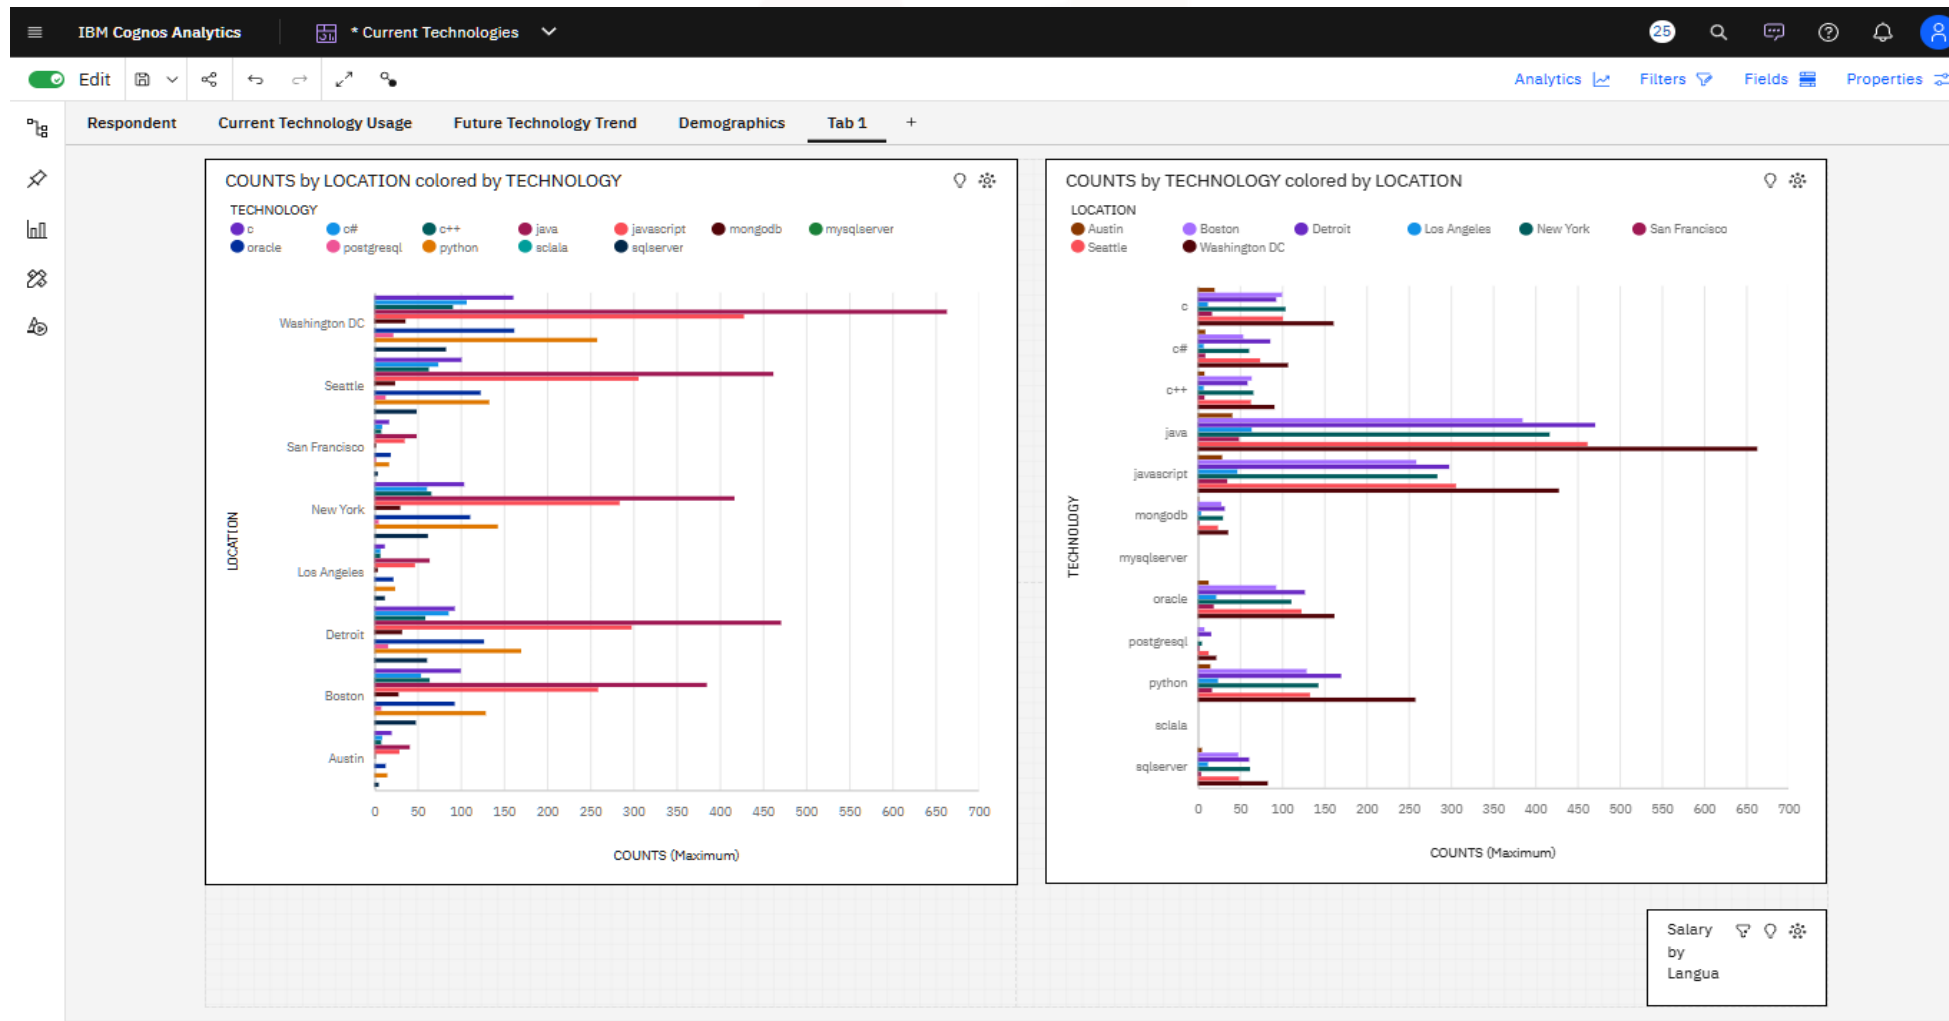 IBM Cognos Analytics * Current Technologies 25
Edit Analytics Filters Fields Properties
Respondent Current Technology Usage Future Technology Trend Demographics Tab 1 +
COUNTS by LOCATION colored by TECHNOLOGY
TECHNOLOGY
c c# c++ java javascript mongodb mysqlserver
oracle postgresql python sclala sqlserver
LOCATION
Washington DC
Seattle
San Francisco
New York
Los Angeles
Detroit
Boston
Austin
0 50 100 150 200 250 300 350 400 450 500 550 600 650 700
COUNTS (Maximum)
COUNTS by TECHNOLOGY colored by LOCATION
LOCATION
Austin Boston Detroit Los Angeles New York San Francisco
Seattle Washington DC
TECHNOLOGY
c
c#
c++
java
javascript
mongodb
mysqlserver
oracle
postgresql
python
sclala
sqlserver
0 50 100 150 200 250 300 350 400 450 500 550 600 650 700
COUNTS (Maximum)
Salary
by
Langua